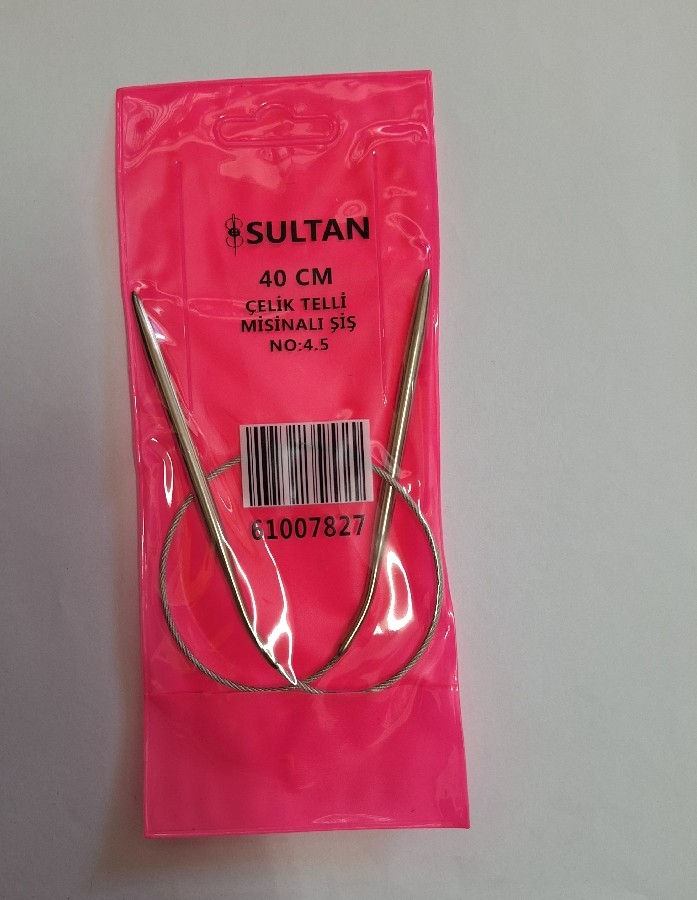 SULTAN
40 CM
ÇELİK TELLİ
MİSİNALI ŞİŞ
NO:4.5
61007827